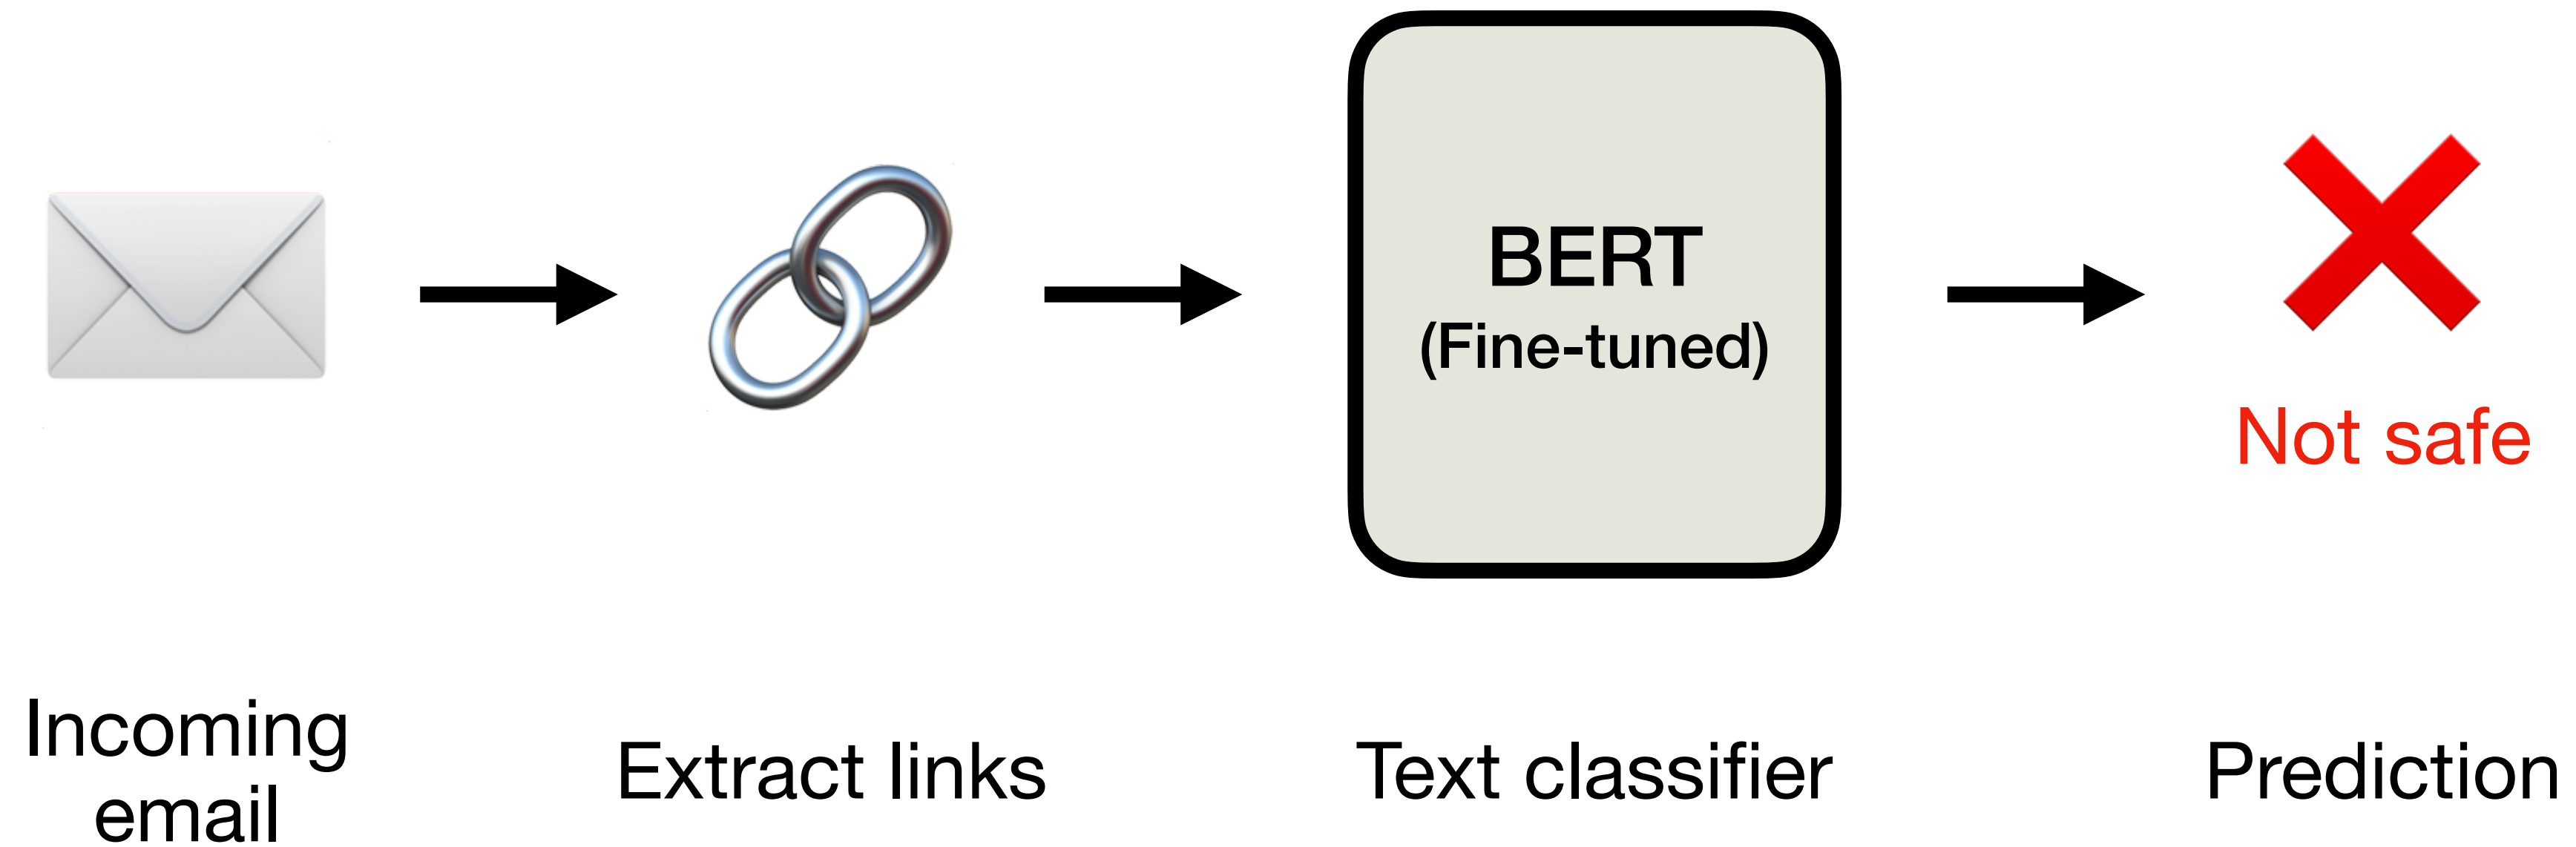 BERT
(Fine-tuned)
Not safe
Incoming
email
Extract links
Text classifier
Prediction